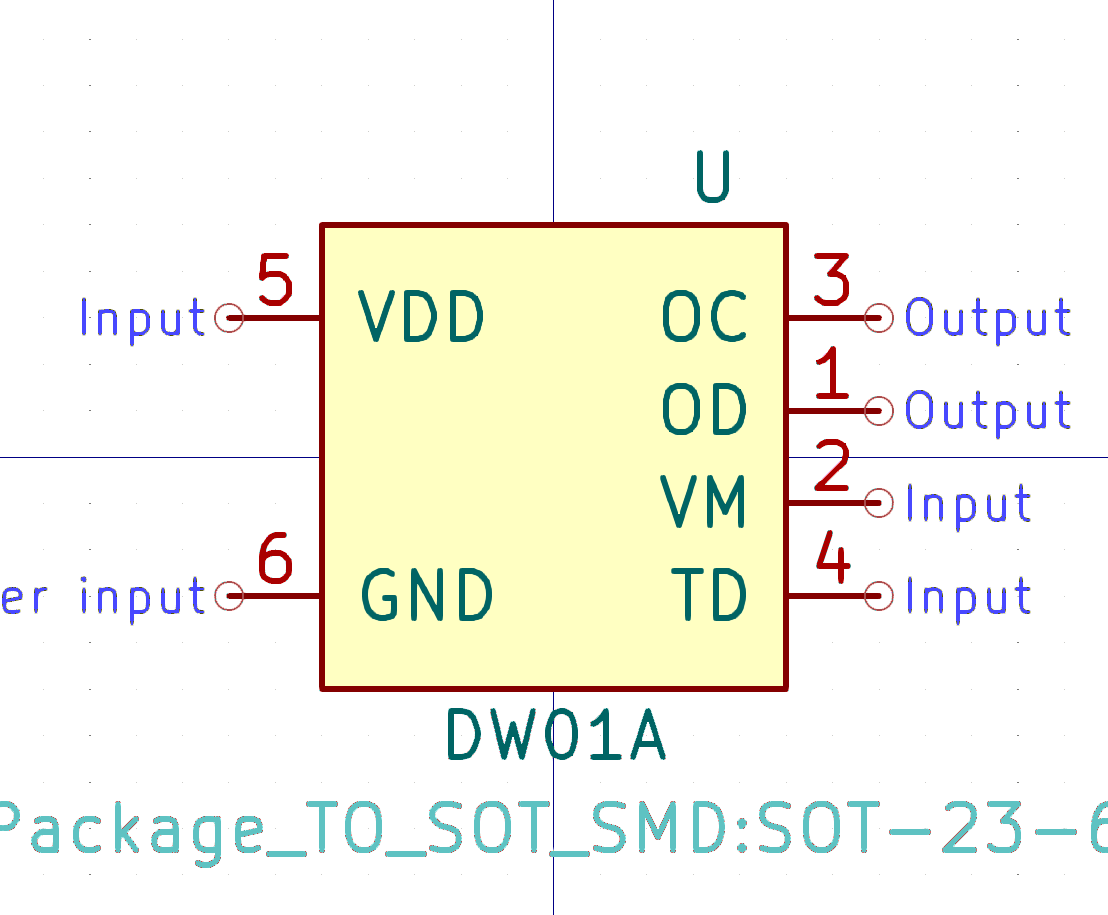 U
5 3
Input VDD OC Output
1
OD Output
2
VM Input
6 4
er input GND TD Input
DW01A
Package_TO_SOT_SMD:SOT-23-6